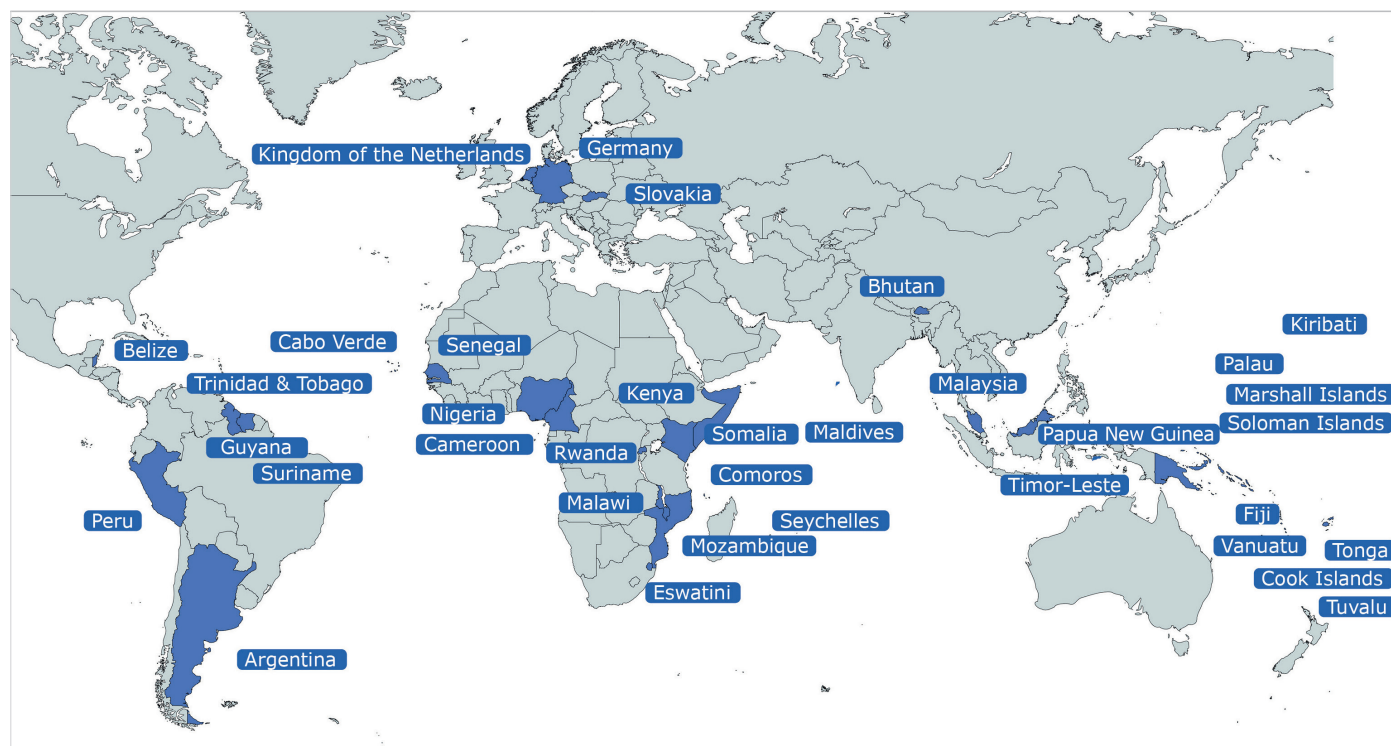 Kingdom of the Netherlands
Germany
Slovakia
Bhutan
Kiribati
Belize
Cabo Verde
Senegal
Palau
Trinidad & Tobago
Kenya
Malaysia
Marshall Islands
Nigeria
Soloman Islands
Guyana
Cameroon
Somalia
Maldives
Papua New Guinea
Rwanda
Suriname
Comoros
Timor-Leste
Malawi
Peru
Seychelles
Fiji
Mozambique
Vanuatu
Tonga
Cook Islands
Eswatini
Tuvalu
Argentina